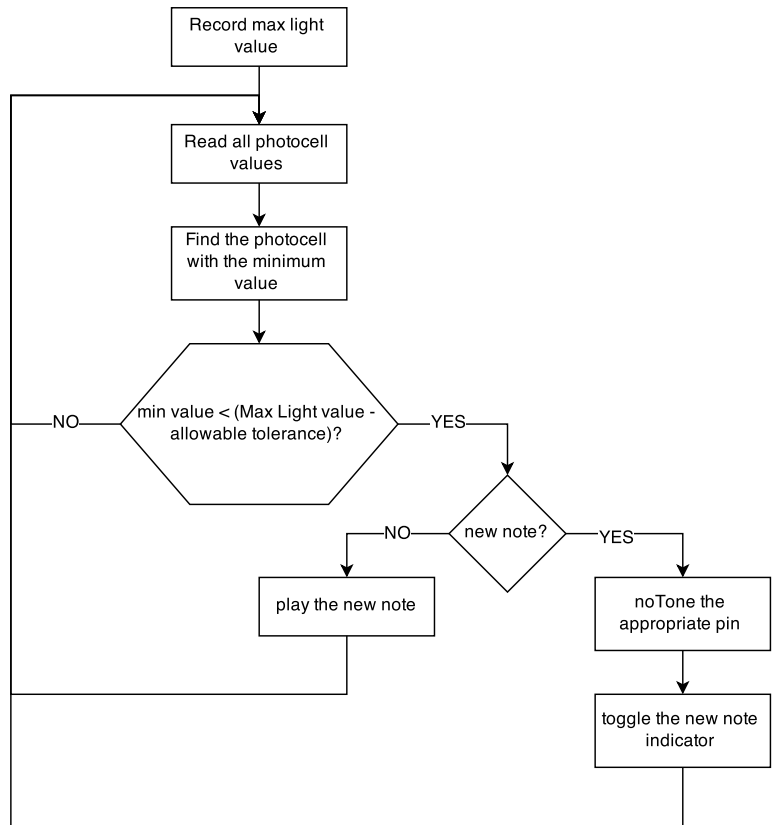 Record max light
value
Read all photocell
values
Find the photocell
with the minimum
value
min value < (Max Light value -
allowable tolerance)?
NO
YES
new note?
NO
YES
play the new note
noTone the
appropriate pin
toggle the new note
indicator